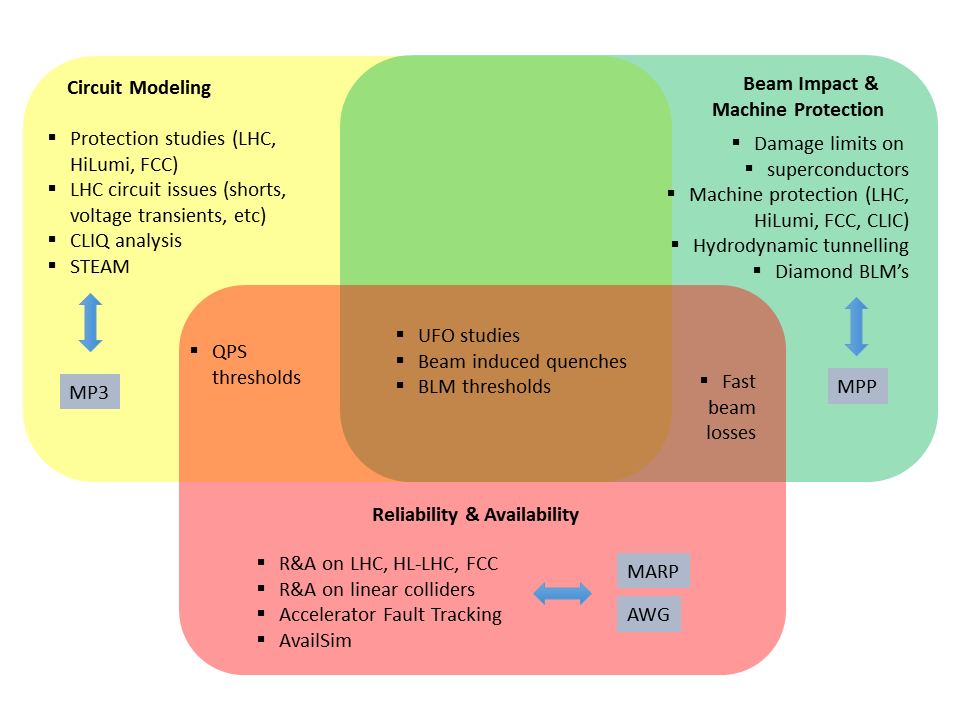 Circuit Modeling
▪ Protection studies (LHC,
HiLumi, FCC)
▪ LHC circuit issues (shorts,
voltage transients, etc)
▪ CLIQ analysis
▪ STEAM
MP3
Beam Impact &
Machine Protection
▪ Damage limits on
▪ superconductors
▪ Machine protection (LHC,
HiLumi, FCC, CLIC)
▪ Hydrodynamic tunnelling
▪ Diamond BLM’s
MPP
▪ QPS
thresholds
▪ UFO studies
▪ Beam induced quenches
▪ BLM thresholds
▪ Fast
beam
losses
Reliability & Availability
▪ R&A on LHC, HL-LHC, FCC
▪ R&A on linear colliders
▪ Accelerator Fault Tracking
▪ AvailSim
MARP
AWG